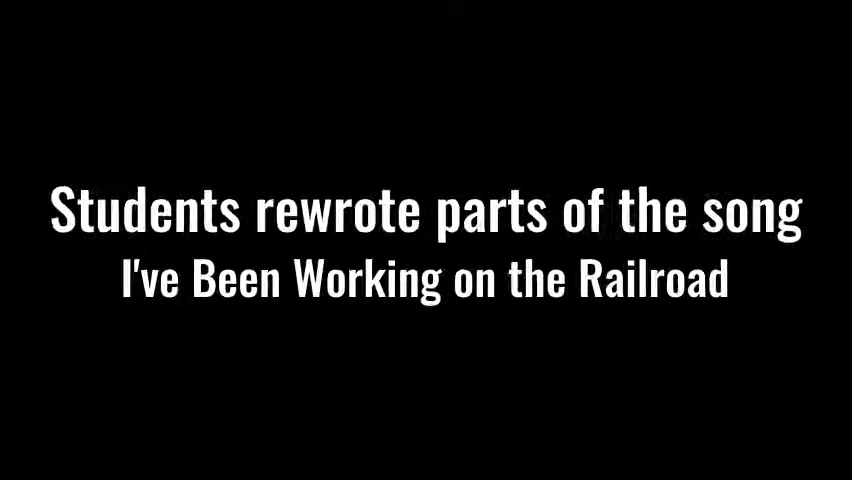 Students rewrote parts of the song
I've Been Working on the Railroad